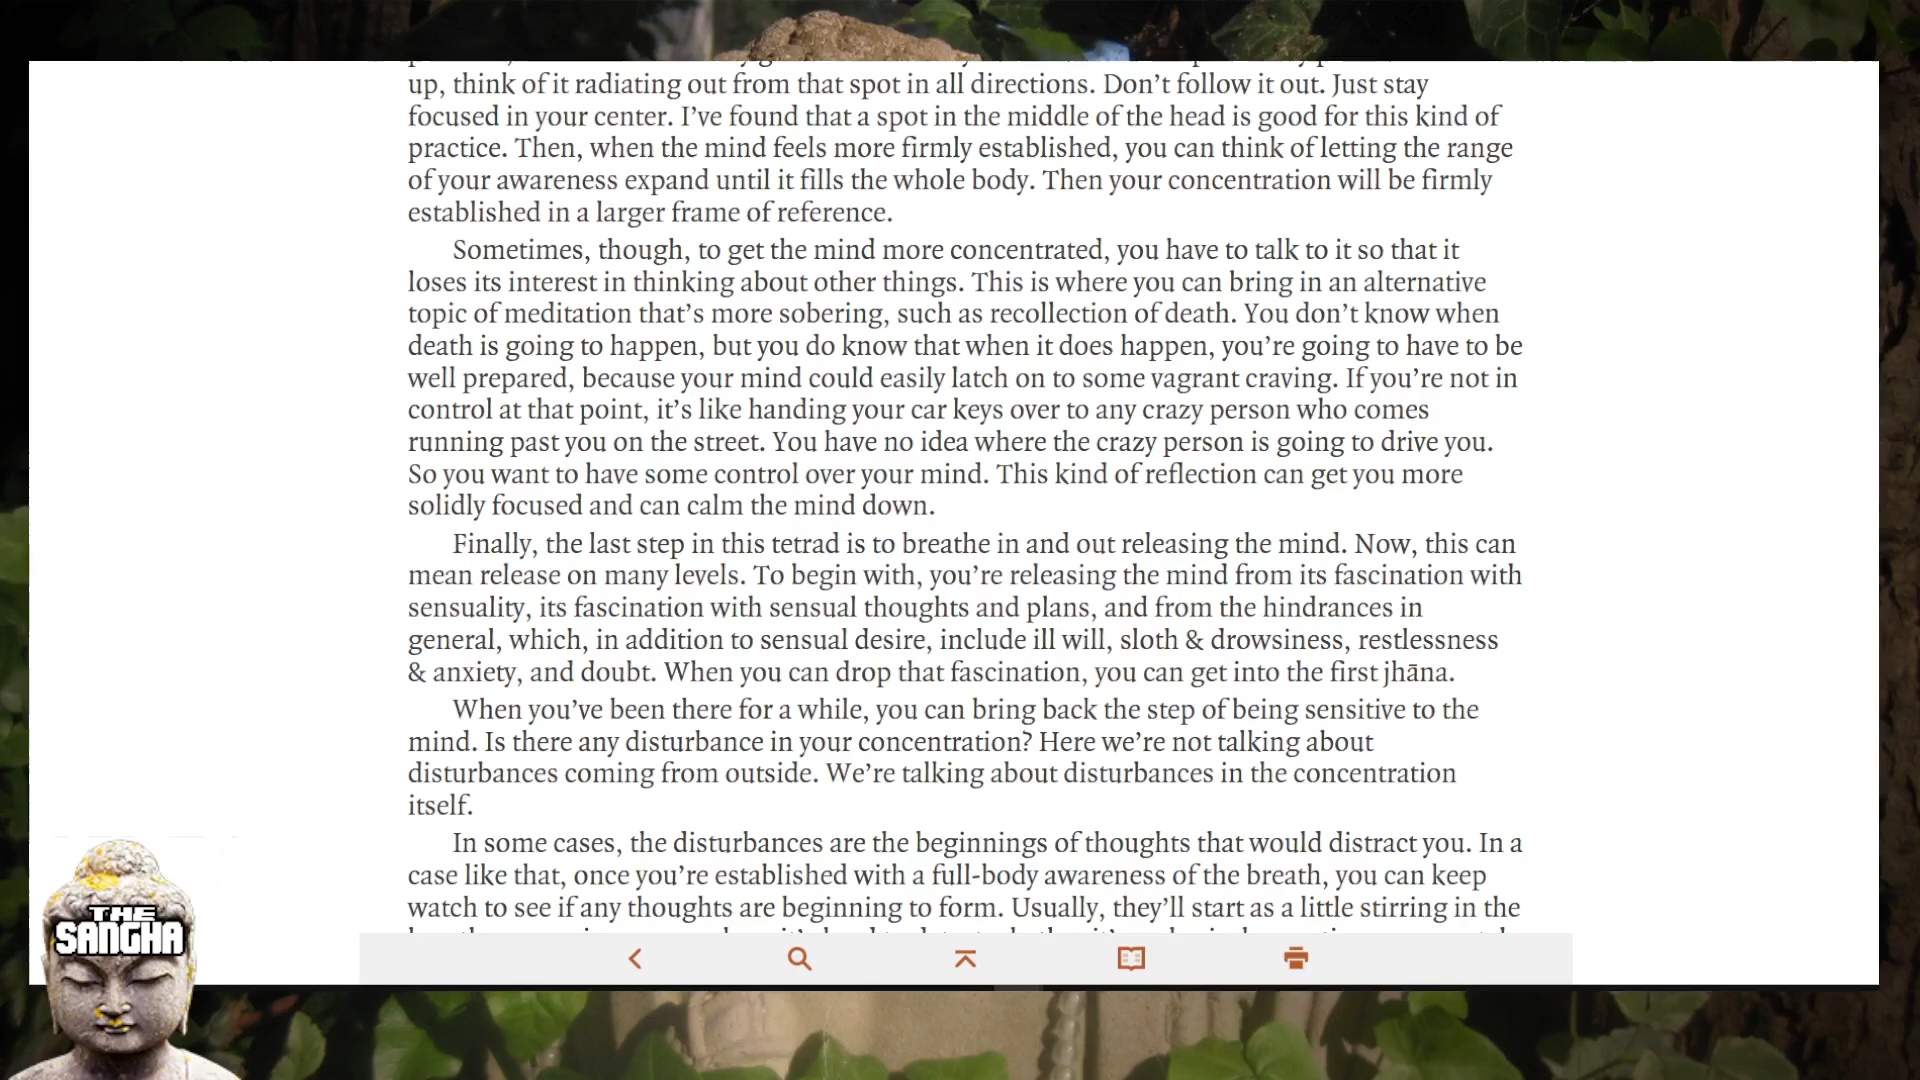 up, think of it radiating out from that spot in all directions. Don’t follow it out. Just stay
focused in your center. I’ve found that a spot in the middle of the head is good for this kind of
practice. Then, when the mind feels more firmly established, you can think of letting the range
of your awareness expand until it fills the whole body. Then your concentration will be firmly
established in a larger frame of reference.
Sometimes, though, to get the mind more concentrated, you have to talk to it so that it
loses its interest in thinking about other things. This is where you can bring in an alternative
topic of meditation that’s more sobering, such as recollection of death. You don’t know when
death is going to happen, but you do know that when it does happen, you’re going to have to be
well prepared, because your mind could easily latch on to some vagrant craving. If you’re not in
control at that point, it’s like handing your car keys over to any crazy person who comes
running past you on the street. You have no idea where the crazy person is going to drive you.
So you want to have some control over your mind. This kind of reflection can get you more
solidly focused and can calm the mind down.
Finally, the last step in this tetrad is to breathe in and out releasing the mind. Now, this can
mean release on many levels. To begin with, you’re releasing the mind from its fascination with
sensuality, its fascination with sensual thoughts and plans, and from the hindrances in
general, which, in addition to sensual desire, include ill will, sloth & drowsiness, restlessness
& anxiety, and doubt. When you can drop that fascination, you can get into the first jhāna.
When you’ve been there for a while, you can bring back the step of being sensitive to the
mind. Is there any disturbance in your concentration? Here we’re not talking about
disturbances coming from outside. We’re talking about disturbances in the concentration
itself.
In some cases, the disturbances are the beginnings of thoughts that would distract you. In a
case like that, once you’re established with a full-body awareness of the breath, you can keep
watch to see if any thoughts are beginning to form. Usually, they’ll start as a little stirring in the
THE
SANGHA